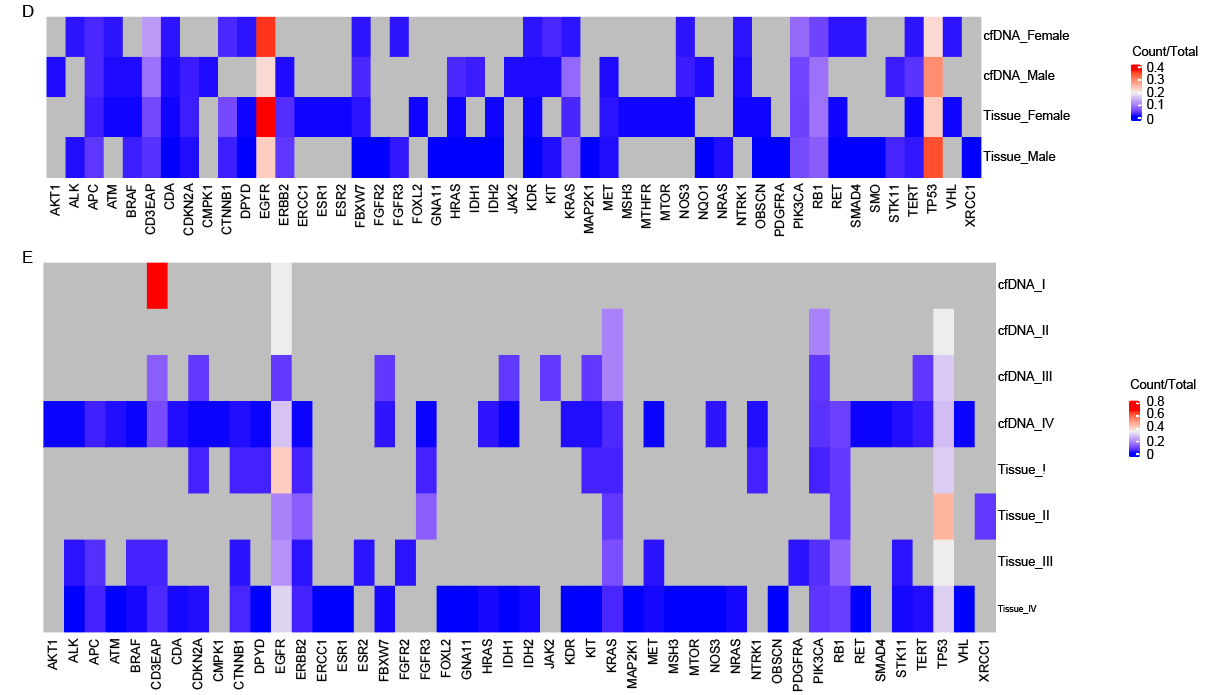 D
cfDNA_Female
cfDNA_Male
Tissue_Female
Tissue_Male
Count/Total
0.4
0.3
0.2
0.1
0
AKT1 ALK APC ATM BRAF CD3EAP CDA CDKN2A CMPK1 CTNNB1 DPYD EGFR ERBB2 ERCC1 ESR1 ESR2 FBXW7 FGFR2 FGFR3 FOXL2 GNA11 HRAS IDH1 IDH2 JAK2 KDR KIT KRAS MAP2K1 MET MSH3 MTHFR MTOR NOS3 NQO1 NRAS NTRK1 OBSCN PDGFRA PIK3CA RB1 RET SMAD4 SMO STK11 TERT TP53 VHL XRCC1
E
cfDNA_I
cfDNA_II
cfDNA_III
cfDNA_IV
Tissue_!
Tissue_II
Tissue_III
Tissue_IV
Count/Total
0.8
0.6
0.4
0.2
0
AKT1 ALK APC ATM BRAF CD3EAP CDA CDKN2A CMPK1 CTNNB1 DPYD EGFR ERBB2 ERCC1 ESR1 ESR2 FBXW7 FGFR2 FGFR3 FOXL2 GNA11 HRAS IDH1 IDH2 JAK2 KDR KIT KRAS MAP2K1 MET MSH3 MTOR NOS3 NRAS NTRK1 OBSCN PDGFRA PIK3CA RB1 RET SMAD4 STK11 TERT TP53 VHL XRCC1